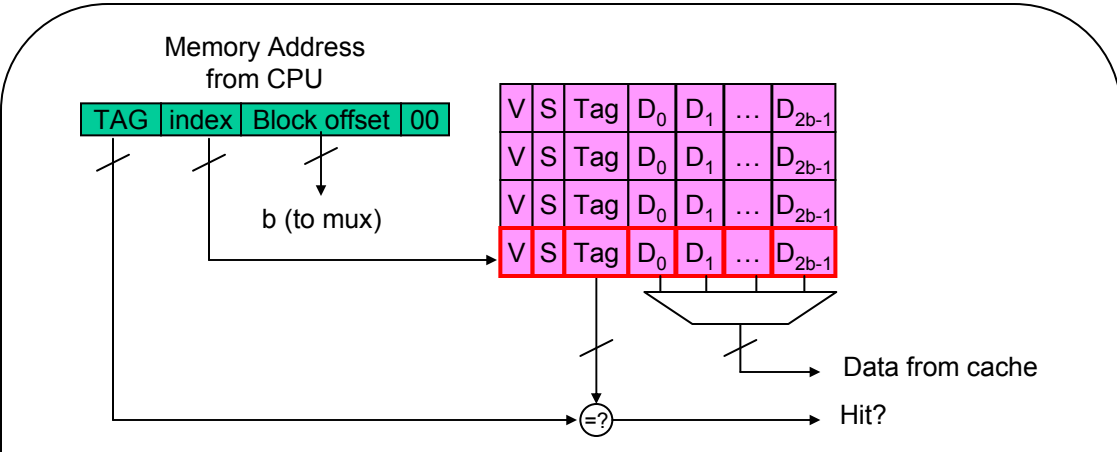 Memory Address
from CPU
TAG index Block offset 00
b (to mux)
V S Tag D₀ D₁ … D₂b-₁
V S Tag D₀ D₁ … D₂b-₁
V S Tag D₀ D₁ … D₂b-₁
V S Tag D₀ D₁ … D₂b-₁
Data from cache
=?
Hit?